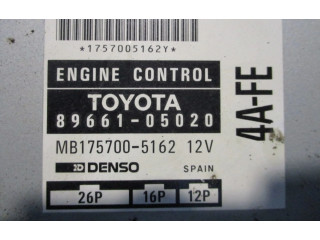 *1757005162Y*
ENGINE CONTROL
TOYOTA
89661-05020
4A-FE
MB175700-5162 12V
DENSO SPAIN
26P 16P 12P